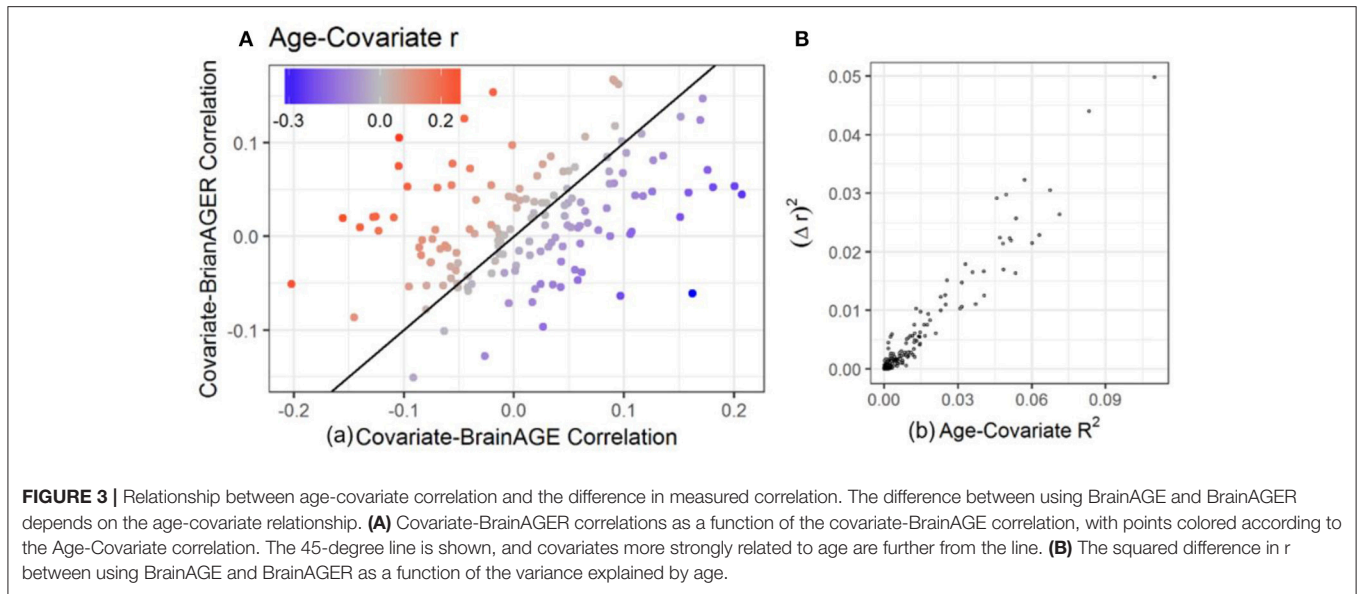 A Age-Covariate r
-0.3 0.0 0.2
Covariate-BrianAGER Correlation
0.1
0.0
-0.1
-0.2 -0.1 0.0 0.1 0.2
(a) Covariate-BrainAGE Correlation
B
(Δ r)²
0.05
0.04
0.03
0.02
0.01
0.00
0.00 0.03 0.06 0.09
(b) Age-Covariate R²
FIGURE 3 | Relationship between age-covariate correlation and the difference in measured correlation. The difference between using BrainAGE and BrainAGER
depends on the age-covariate relationship. (A) Covariate-BrainAGER correlations as a function of the covariate-BrainAGE correlation, with points colored according to
the Age-Covariate correlation. The 45-degree line is shown, and covariates more strongly related to age are further from the line. (B) The squared difference in r
between using BrainAGE and BrainAGER as a function of the variance explained by age.